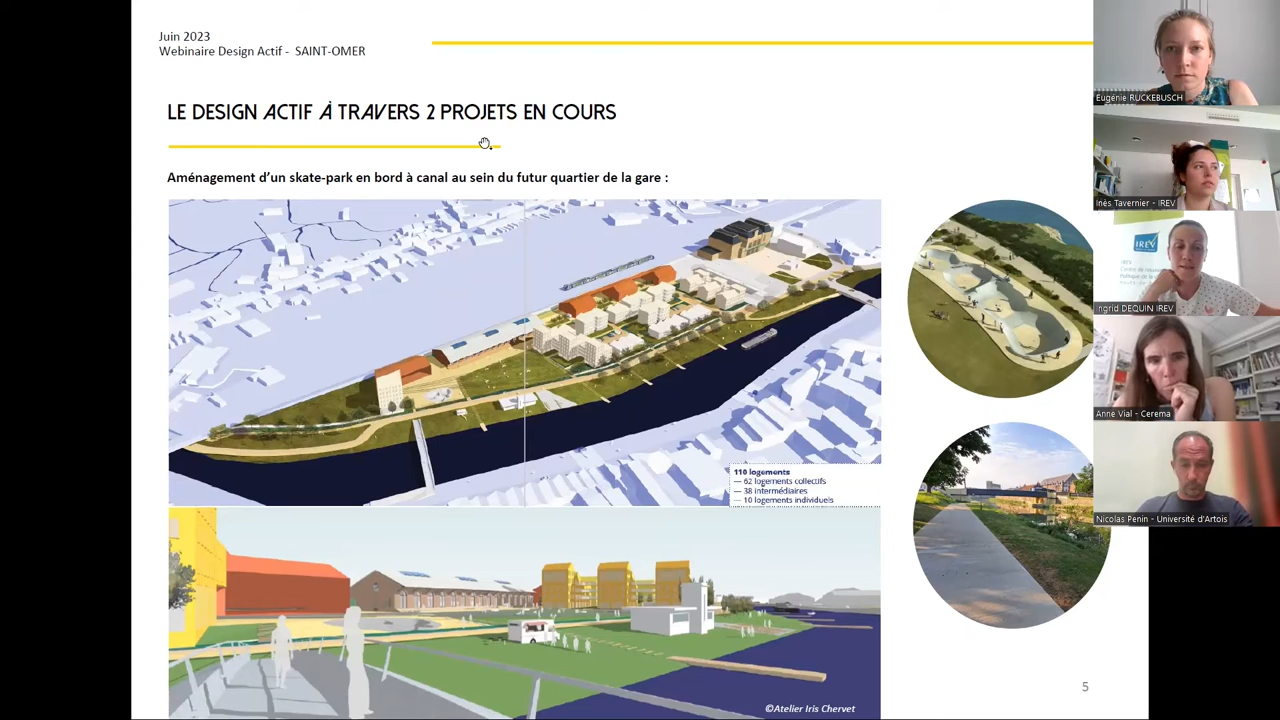 Juin 2023
Webinaire Design Actif - SAINT-OMER
LE DESIGN ACTIF À TRAVERS 2 PROJETS EN COURS
Aménagement d'un skate-park en bord à canal au sein du futur quartier de la gare :
110 logements
— 62 logements collectifs
— 38 intermédiaires
— 10 logements individuels
©Atelier Iris Chervet
5
Eugénie RUCKEBUSCH
Inès Tavernier - IREV
IREV
IREV
Ingrid DEQUIN IREV
Anne Vial - Cerema
Nicolas Penin - Université d'Artois